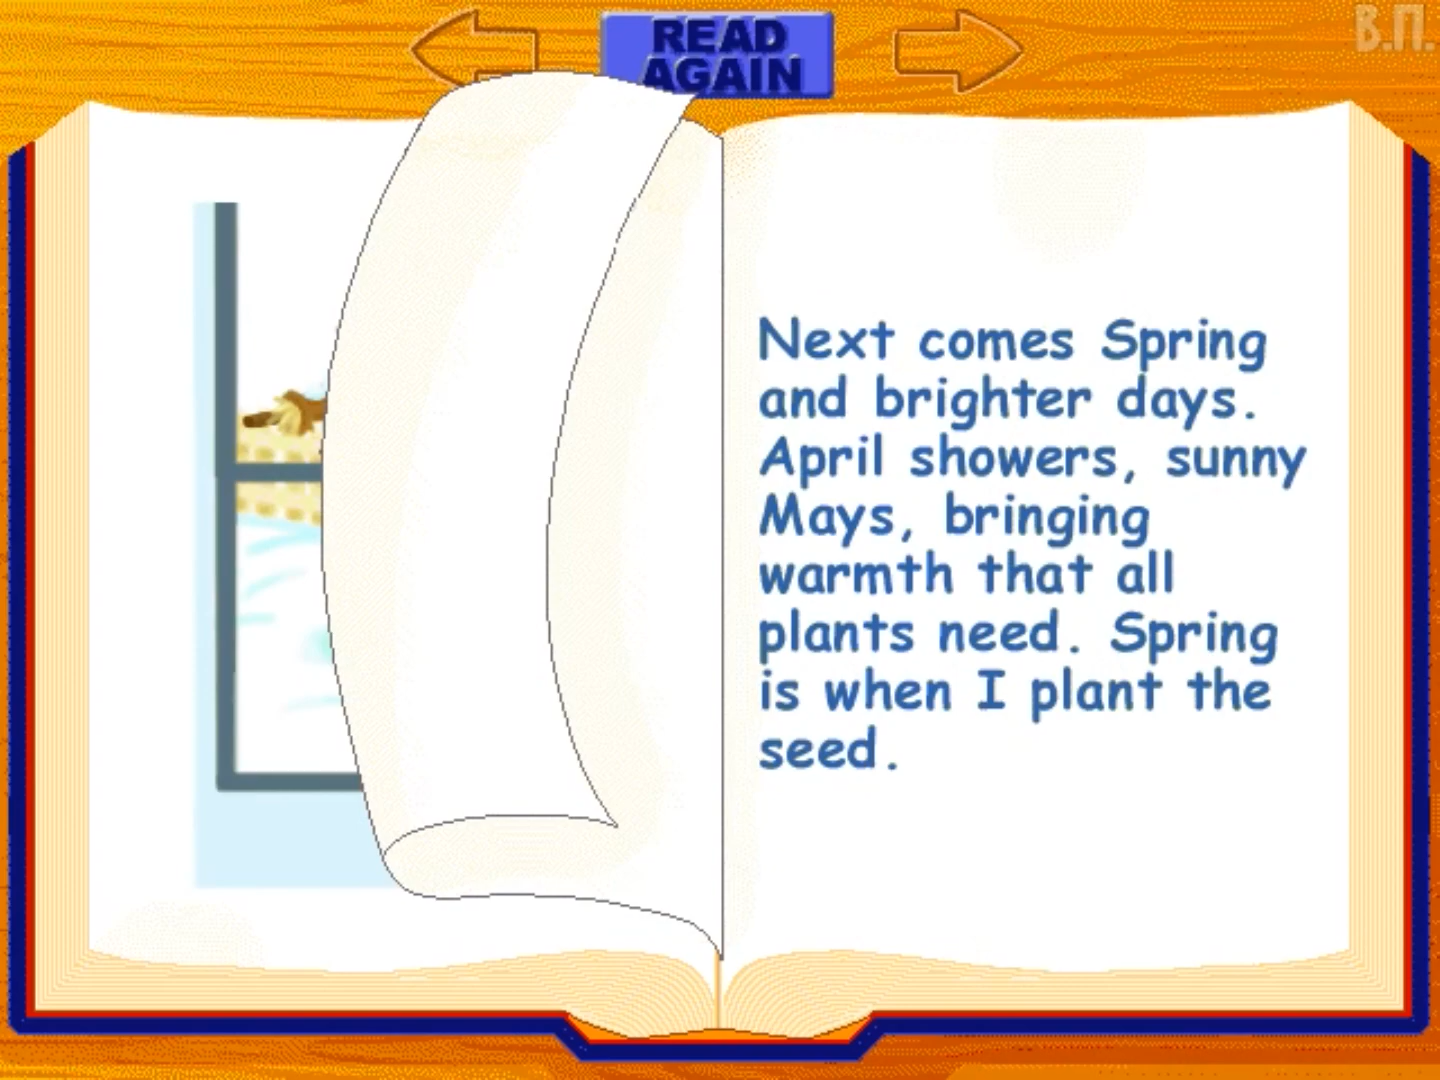 READ
AGAIN
В.П.
Next comes Spring
and brighter days.
April showers, sunny
Mays, bringing
warmth that all
plants need. Spring
is when I plant the
seed.